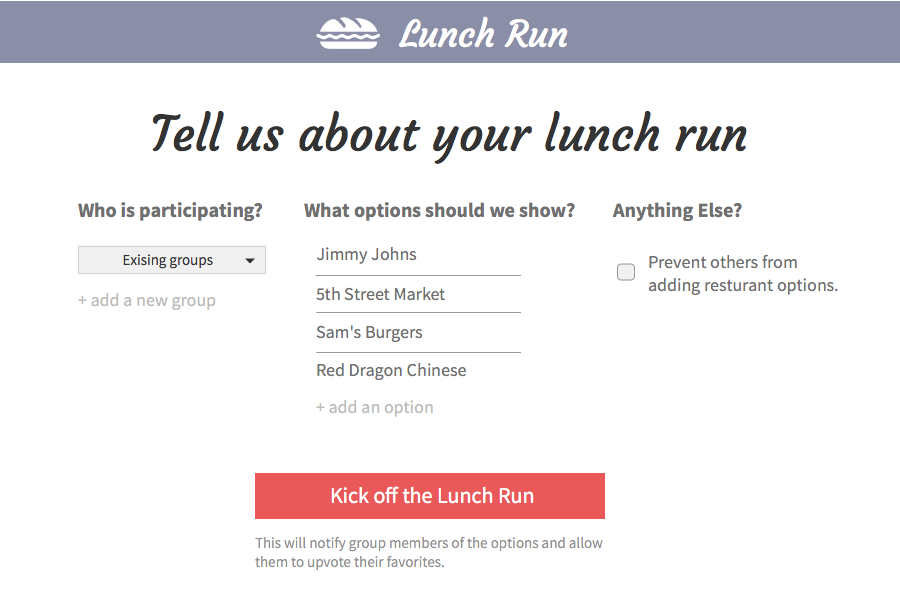 Lunch Run
Tell us about your lunch run
Who is participating?
Exising groups
+ add a new group
What options should we show?
Jimmy Johns
5th Street Market
Sam's Burgers
Red Dragon Chinese
+ add an option
Anything Else?
Prevent others from
adding resturant options.
Kick off the Lunch Run
This will notify group members of the options and allow
them to upvote their favorites.